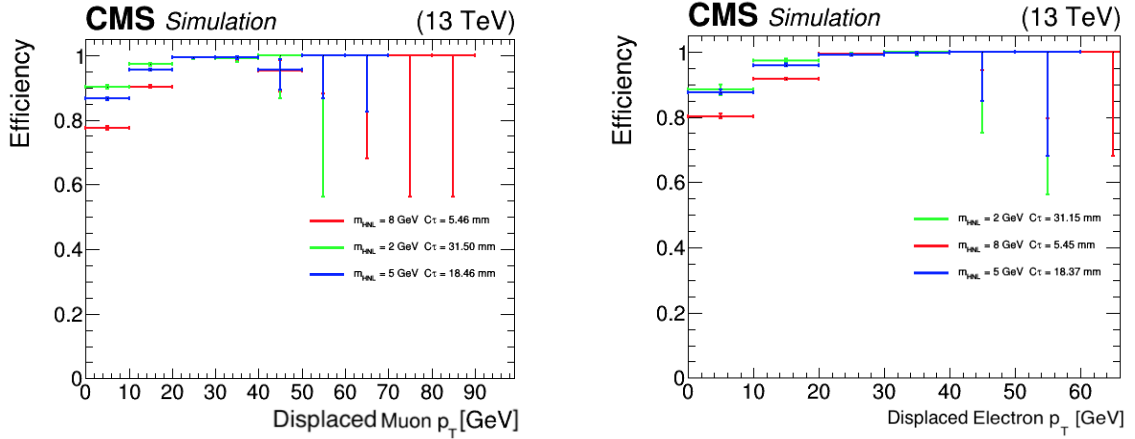 CMS Simulation (13 TeV)
Efficiency
1
0.8
0.6
0.4
0.2
0
0 10 20 30 40 50 60 70 80 90
Displaced Muon p_T [GeV]
m_HNL = 8 GeV Cτ = 5.46 mm
m_HNL = 2 GeV Cτ = 31.50 mm
m_HNL = 5 GeV Cτ = 18.46 mm
CMS Simulation (13 TeV)
Efficiency
1
0.8
0.6
0.4
0.2
0
0 10 20 30 40 50 60
Displaced Electron p_T [GeV]
m_HNL = 2 GeV Cτ = 31.15 mm
m_HNL = 8 GeV Cτ = 5.45 mm
m_HNL = 5 GeV Cτ = 18.37 mm